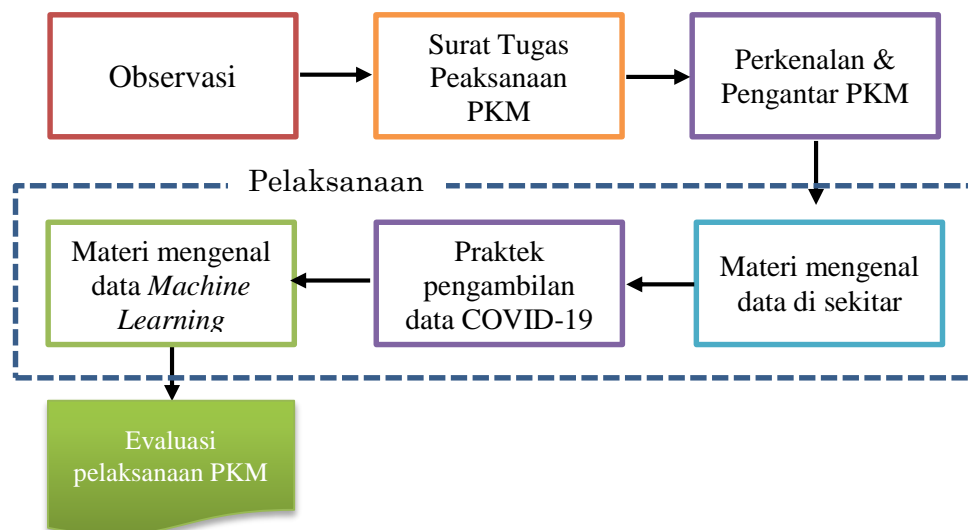 Observasi
Surat Tugas
Peaksanaan
PKM
Perkenalan &
Pengantar PKM
Pelaksanaan
Materi mengenal
data di sekitar
Praktek
pengambilan
data COVID-19
Materi mengenal
data Machine
Learning
Evaluasi
pelaksanaan PKM